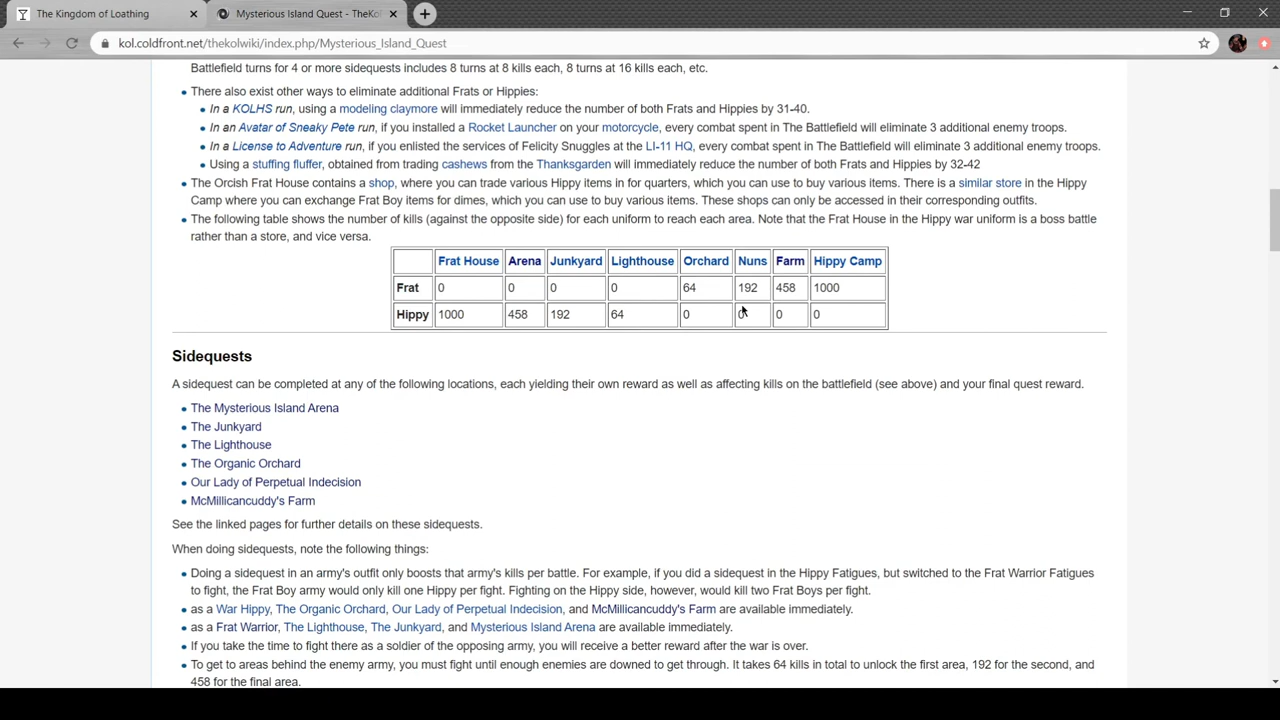 The Kingdom of Loathing
Mysterious Island Quest - TheKol
kol.coldfront.net/thekolwiki/index.php/Mysterious_Island_Quest
Battlefield turns for 4 or more sidequests includes 8 turns at 8 kills each, 8 turns at 16 kills each, etc.
There also exist other ways to eliminate additional Frats or Hippies:
In a KOLHS run, using a modeling claymore will immediately reduce the number of both Frats and Hippies by 31-40.
In an Avatar of Sneaky Pete run, if you installed a Rocket Launcher on your motorcycle, every combat spent in The Battlefield will eliminate 3 additional enemy troops.
In a License to Adventure run, if you enlisted the services of Felicity Snuggles at the LI-11 HQ, every combat spent in The Battlefield will eliminate 3 additional enemy troops.
Using a stuffing fluffer, obtained from trading cashews from the Thanksgarden will immediately reduce the number of both Frats and Hippies by 32-42
The Orcish Frat House contains a shop, where you can trade various Hippy items in for quarters, which you can use to buy various items. There is a similar store in the Hippy
Camp where you can exchange Frat Boy items for dimes, which you can use to buy various items. These shops can only be accessed in their corresponding outfits.
The following table shows the number of kills (against the opposite side) for each uniform to reach each area. Note that the Frat House in the Hippy war uniform is a boss battle
rather than a store, and vice versa.
Frat House Arena Junkyard Lighthouse Orchard Nuns Farm Hippy Camp
Frat 0 0 0 0 64 192 458 1000
Hippy 1000 458 192 64 0 0 0 0
Sidequests
A sidequest can be completed at any of the following locations, each yielding their own reward as well as affecting kills on the battlefield (see above) and your final quest reward.
The Mysterious Island Arena
The Junkyard
The Lighthouse
The Organic Orchard
Our Lady of Perpetual Indecision
McMillicancuddy's Farm
See the linked pages for further details on these sidequests.
When doing sidequests, note the following things:
Doing a sidequest in an army's outfit only boosts that army's kills per battle. For example, if you did a sidequest in the Hippy Fatigues, but switched to the Frat Warrior Fatigues
to fight, the Frat Boy army would only kill one Hippy per fight. Fighting on the Hippy side, however, would kill two Frat Boys per fight.
as a War Hippy, The Organic Orchard, Our Lady of Perpetual Indecision, and McMillicancuddy's Farm are available immediately.
as a Frat Warrior, The Lighthouse, The Junkyard, and Mysterious Island Arena are available immediately.
If you take the time to fight there as a soldier of the opposing army, you will receive a better reward after the war is over.
To get to areas behind the enemy army, you must fight until enough enemies are downed to get through. It takes 64 kills in total to unlock the first area, 192 for the second, and
458 for the final area.